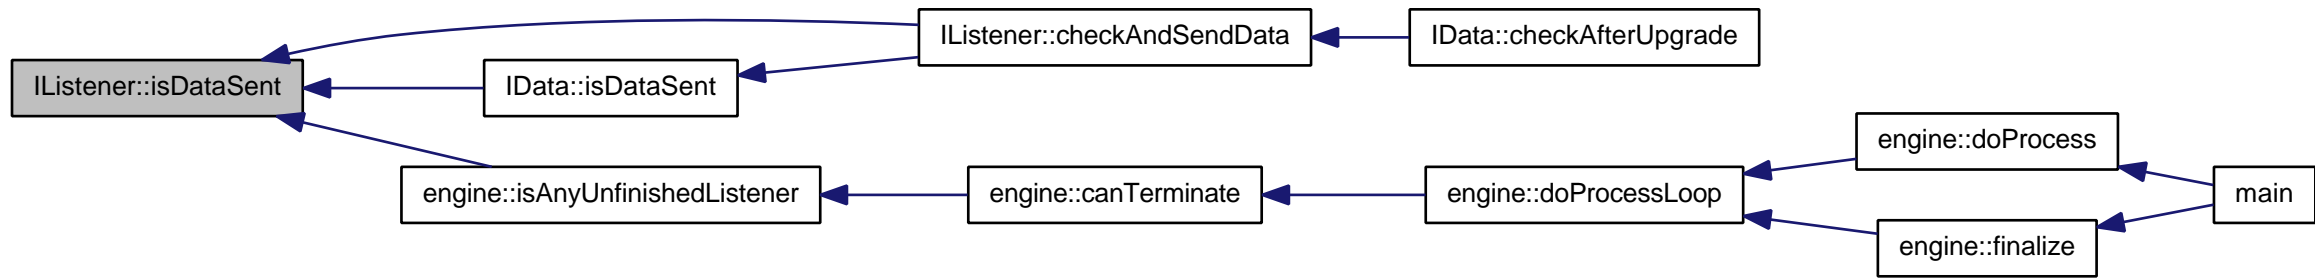 IListener::isDataSent
IListener::checkAndSendData
IData::checkAfterUpgrade
IData::isDataSent
engine::isAnyUnfinishedListener
engine::canTerminate
engine::doProcessLoop
engine::doProcess
engine::finalize
main